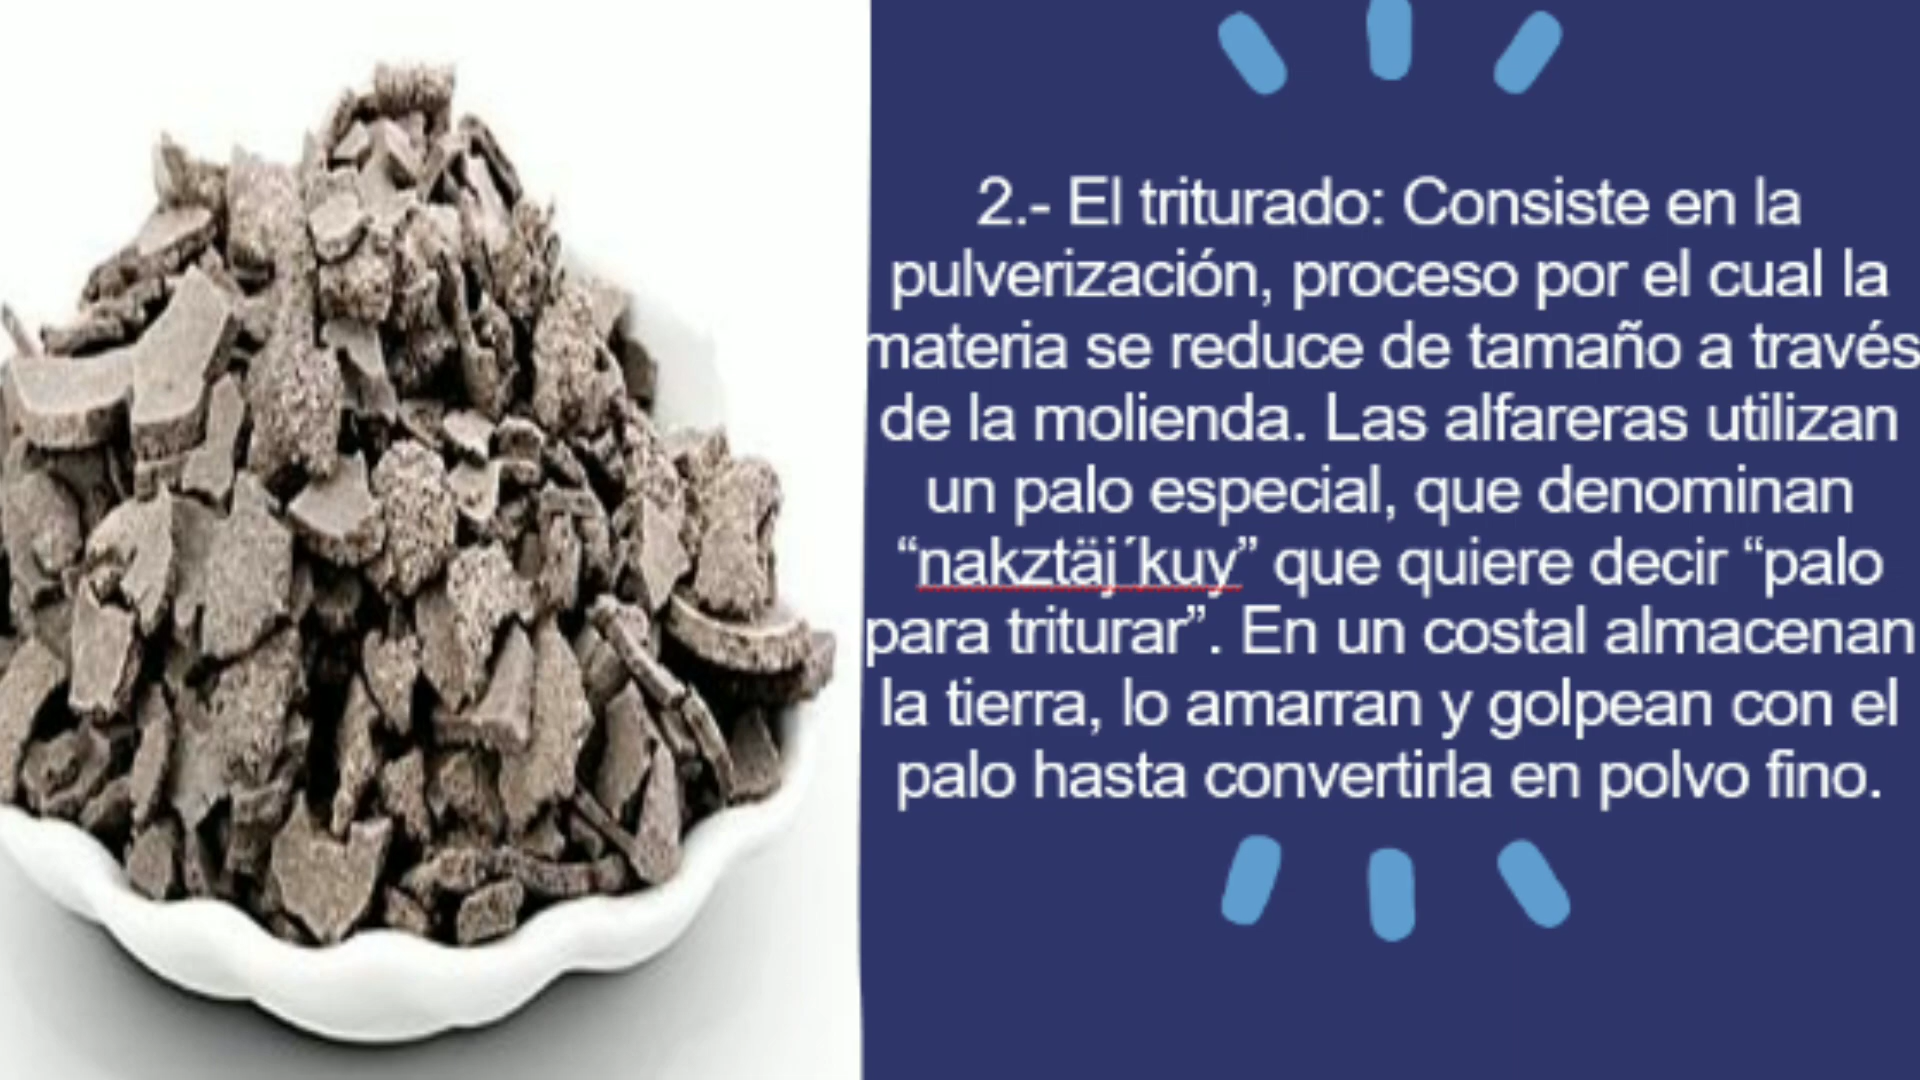 2.- El triturado: Consiste en la
pulverización, proceso por el cual la
materia se reduce de tamaño a través
de la molienda. Las alfareras utilizan
un palo especial, que denominan
“nakztäj´kuy” que quiere decir “palo
para triturar”. En un costal almacenan
la tierra, lo amarran y golpean con el
palo hasta convertirla en polvo fino.